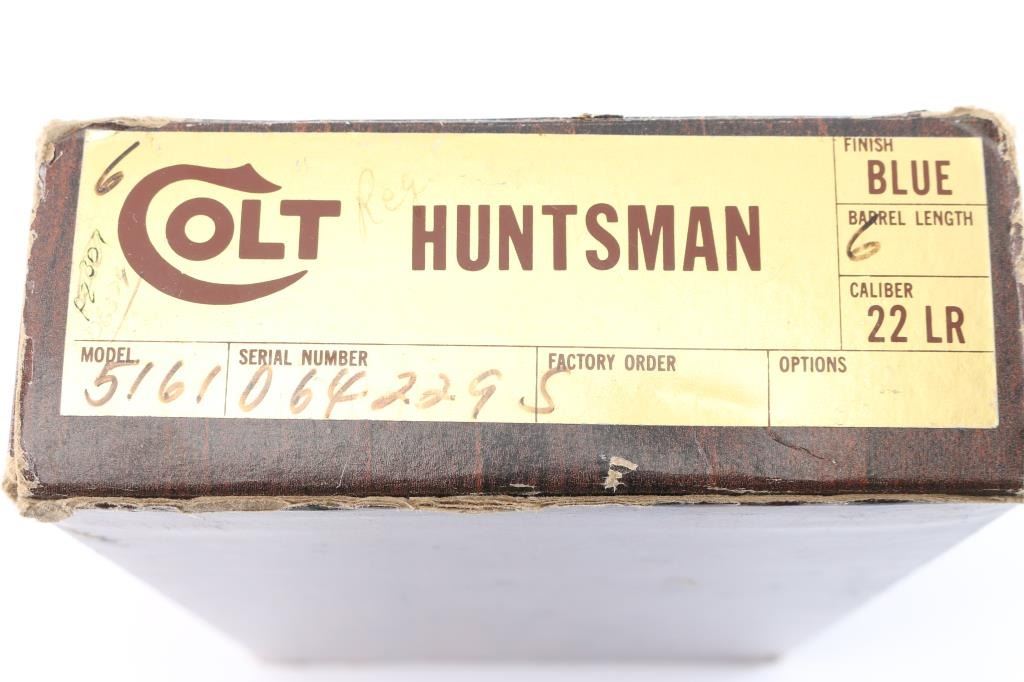 6
COLT
Reg
HUNTSMAN
FINISH
BLUE
BARREL LENGTH
6
CALIBER
22 LR
MODEL.
5161
SERIAL NUMBER
064229S
FACTORY ORDER
OPTIONS